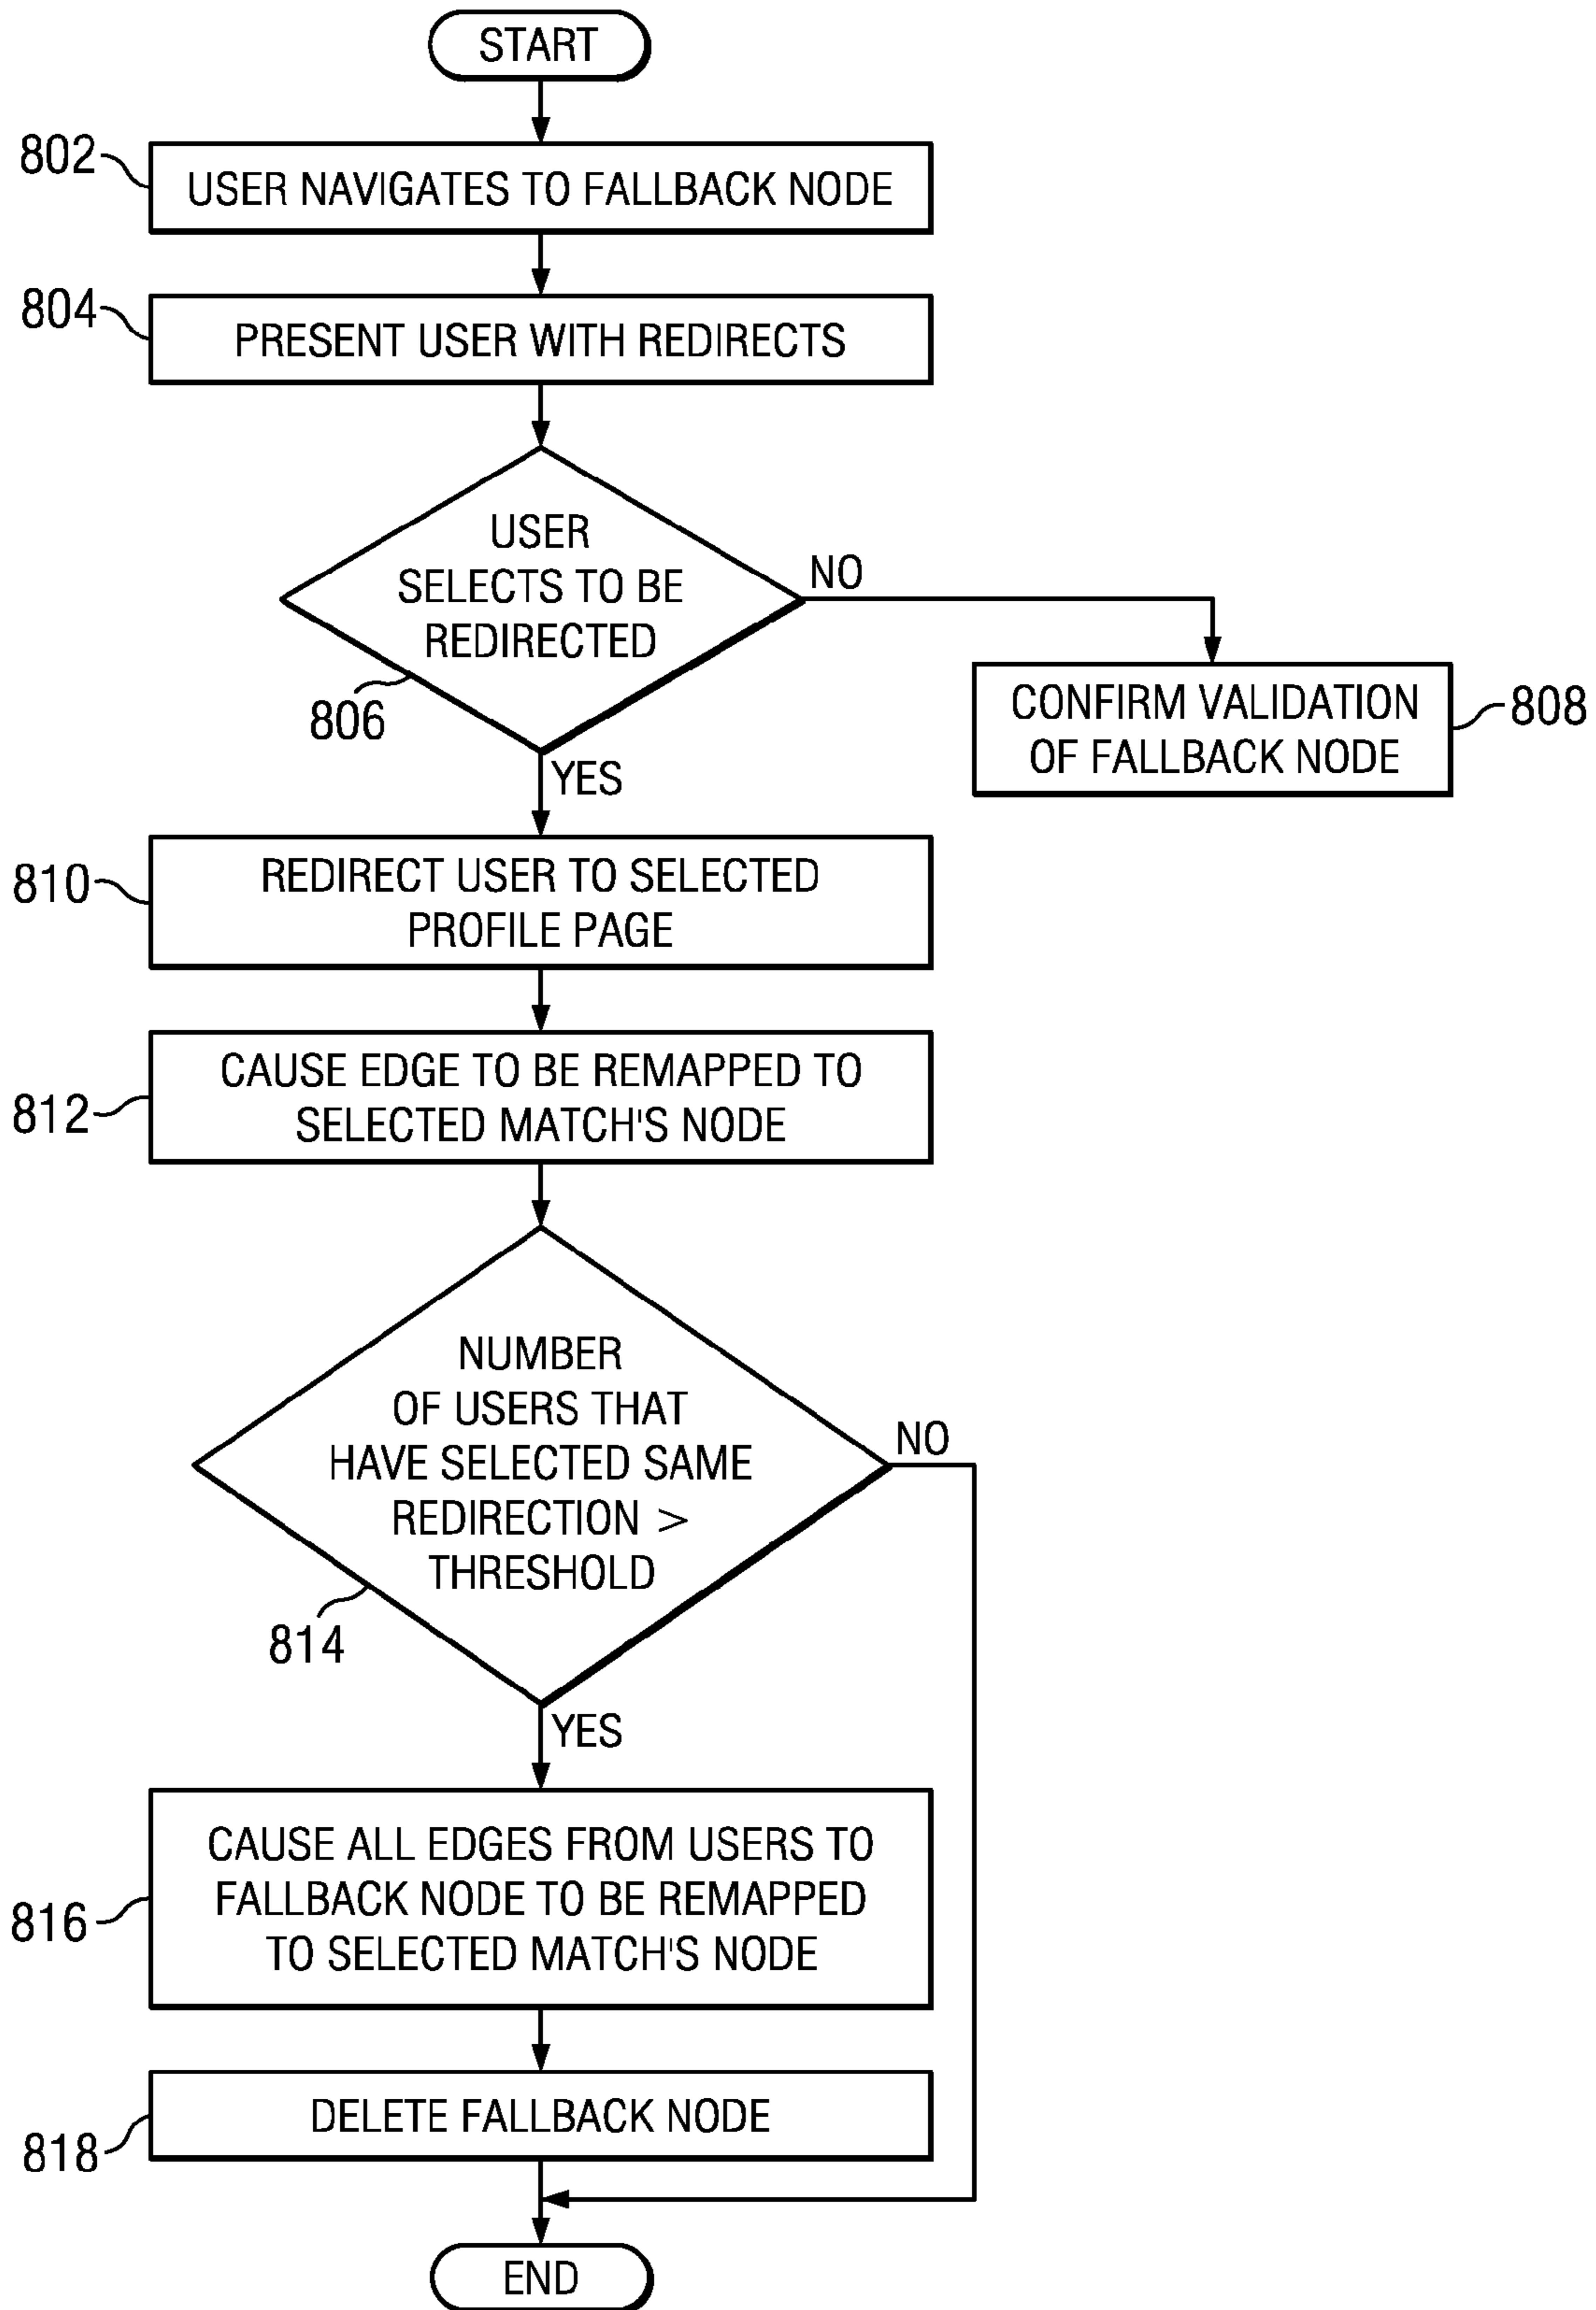 START
802
USER NAVIGATES TO FALLBACK NODE
804
PRESENT USER WITH REDIRECTS
USER
SELECTS TO BE
REDIRECTED
NO
806
YES
CONFIRM VALIDATION
OF FALLBACK NODE
808
810
REDIRECT USER TO SELECTED
PROFILE PAGE
812
CAUSE EDGE TO BE REMAPPED TO
SELECTED MATCH'S NODE
NUMBER
OF USERS THAT
HAVE SELECTED SAME
REDIRECTION >
THRESHOLD
NO
814
YES
816
CAUSE ALL EDGES FROM USERS TO
FALLBACK NODE TO BE REMAPPED
TO SELECTED MATCH'S NODE
818
DELETE FALLBACK NODE
END